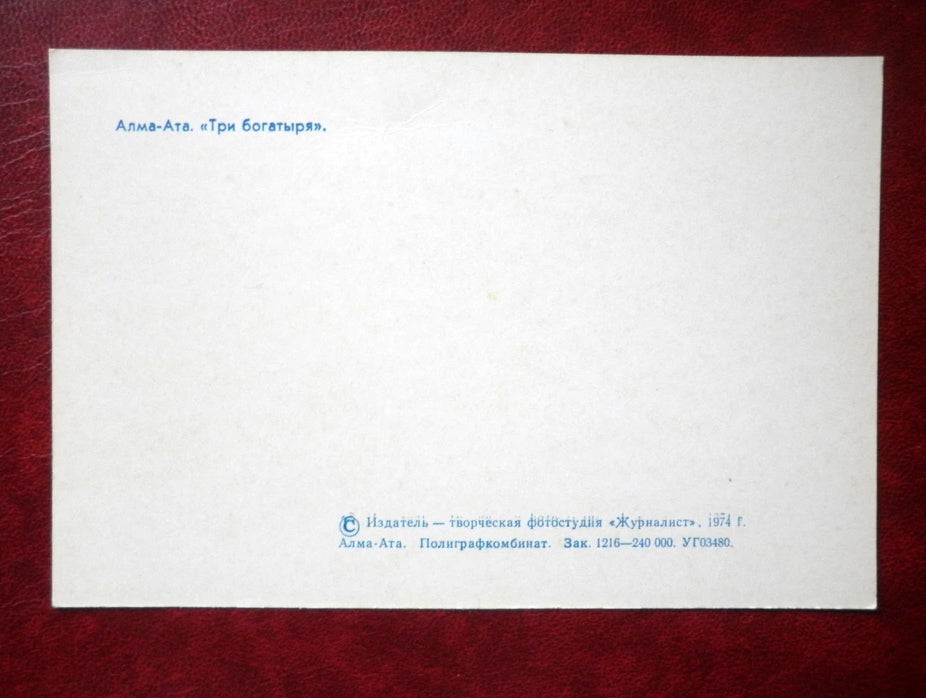 Алма-Ата. «Три богатыря».
© Издатель — творческая фотостудия «Журналист», 1974 г.
Алма-Ата. Полиграфкомбинат. Зак. 1216—240 000. УГ03480.